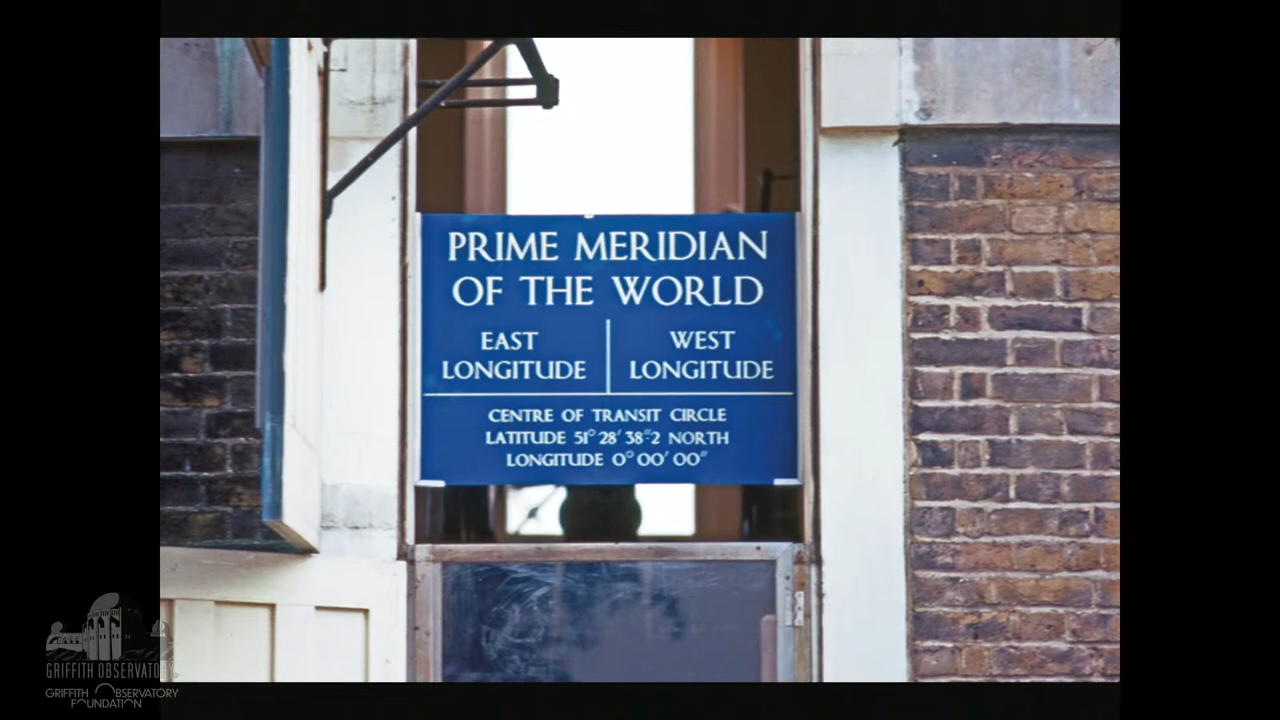 PRIME MERIDIAN
OF THE WORLD
EAST
LONGITUDE
WEST
LONGITUDE
CENTRE OF TRANSIT CIRCLE
LATITUDE 51° 28′ 38″·2 NORTH
LONGITUDE 0° 00′ 00″
GRIFFITH OBSERVATORY
GRIFFITH OBSERVATORY
FOUNDATION